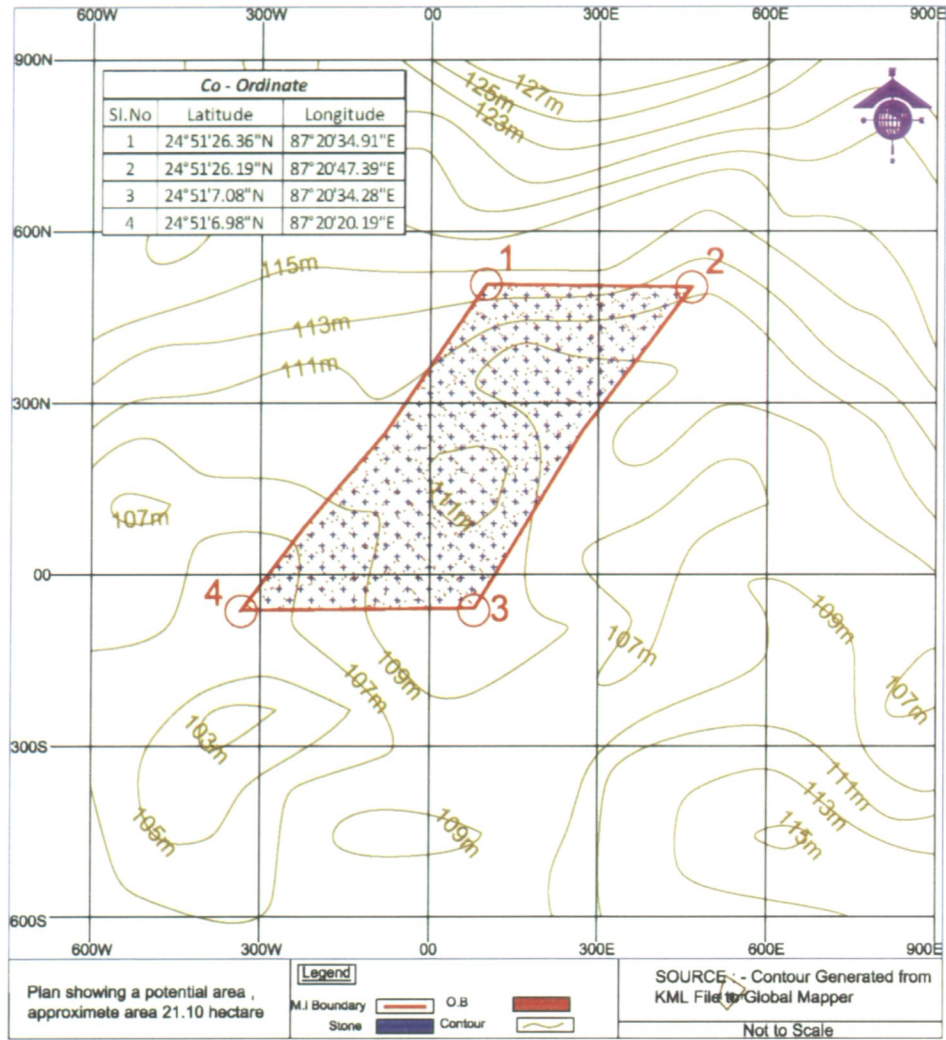 600W 300W 00 300E 600E 900E
900N
Co - Ordinate
Sl.No Latitude Longitude
1 24°51'26.36"N 87°20'34.91"E
2 24°51'26.19"N 87°20'47.39"E
3 24°51'7.08"N 87°20'34.28"E
4 24°51'6.98"N 87°20'20.19"E
127m
125m
123m
600N
115m
1
2
113m
111m
300N
111m
107m
00
4
3
109m
107m
109m
107m
107m
103m
300S
111m
113m
115m
105m
109m
600S
600W 300W 00 300E 600E 900E
Plan showing a potential area ,
approximete area 21.10 hectare
Legend
M.I Boundary O.B
Stone Contour
SOURCE : - Contour Generated from
KML File to Global Mapper
Not to Scale